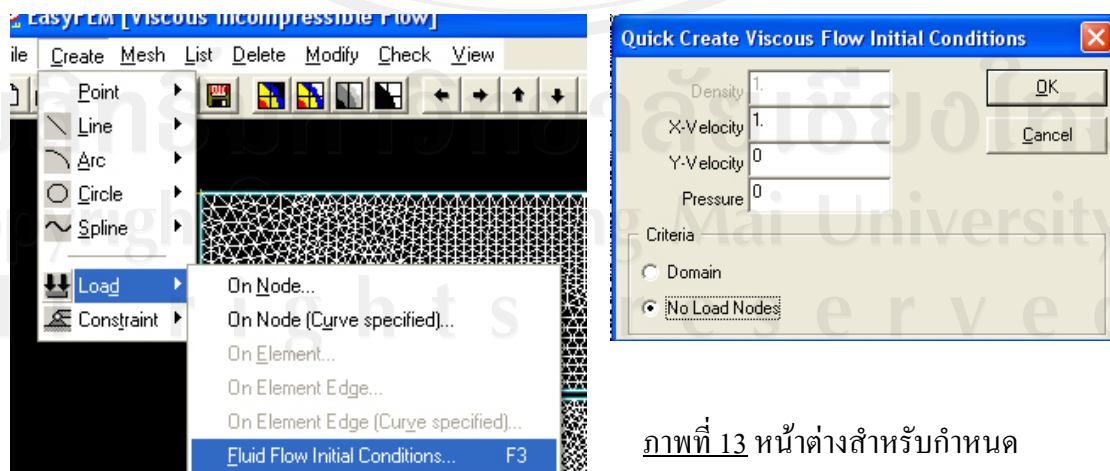 EasyFEM [Viscous Incompressible Flow]
ile Create Mesh List Delete Modify Check View
Point
Line
Arc
Circle
Spline
Load
Constraint
On Node...
On Node (Curve specified)...
On Element...
On Element Edge...
On Element Edge (Curve specified)...
Fluid Flow Initial Conditions... F3
Quick Create Viscous Flow Initial Conditions
Density 1.
X-Velocity 1.
Y-Velocity 0
Pressure 0
OK
Cancel
Criteria
Domain
No Load Nodes
ภาพที่ 13 หน้าต่างสำหรับกำหนด